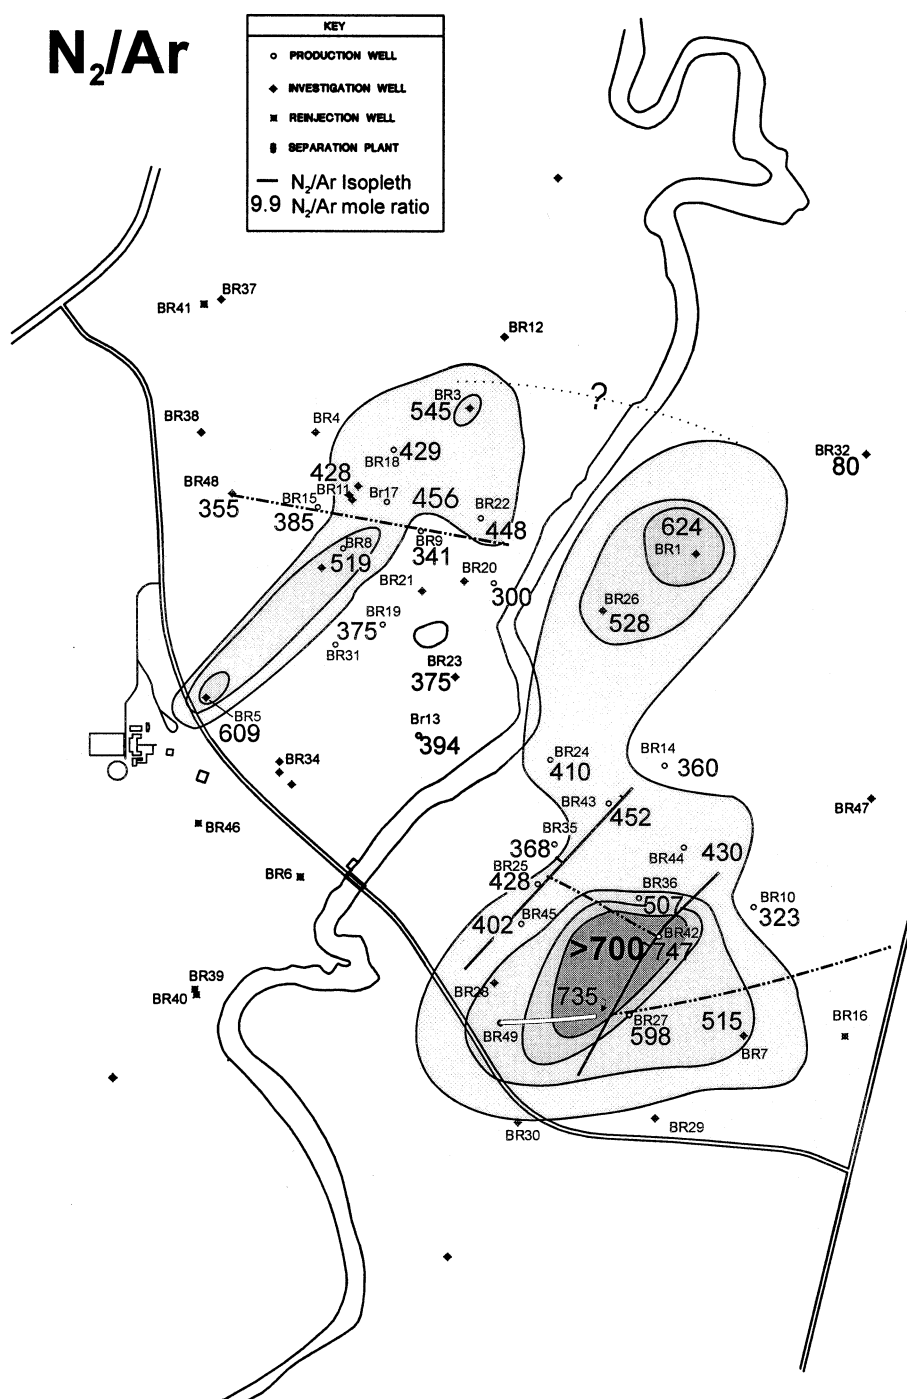 N₂/Ar
KEY
PRODUCTION WELL
INVESTIGATION WELL
REINJECTION WELL
SEPARATION PLANT
N₂/Ar Isopleth
9.9 N₂/Ar mole ratio
BR37
BR41
BR12
?
BR3
545
BR38
BR4
429
BR18
BR32
80
428
BR48
BR11
Br17
456
355
BR15
385
BR22
448
624
BR1
BR9
341
BR8
519
BR20
300
BR21
BR26
528
BR19
375
BR31
BR23
375
BR5
609
Br13
394
BR24
410
BR14
360
BR34
BR43
452
BR47
BR46
BR35
368
BR44
430
BR25
428
BR6
BR36
507
BR10
323
402
BR45
BR42
>700
747
BR39
BR40
BR28
735
BR49
BR27
598
515
BR7
BR16
BR30
BR29